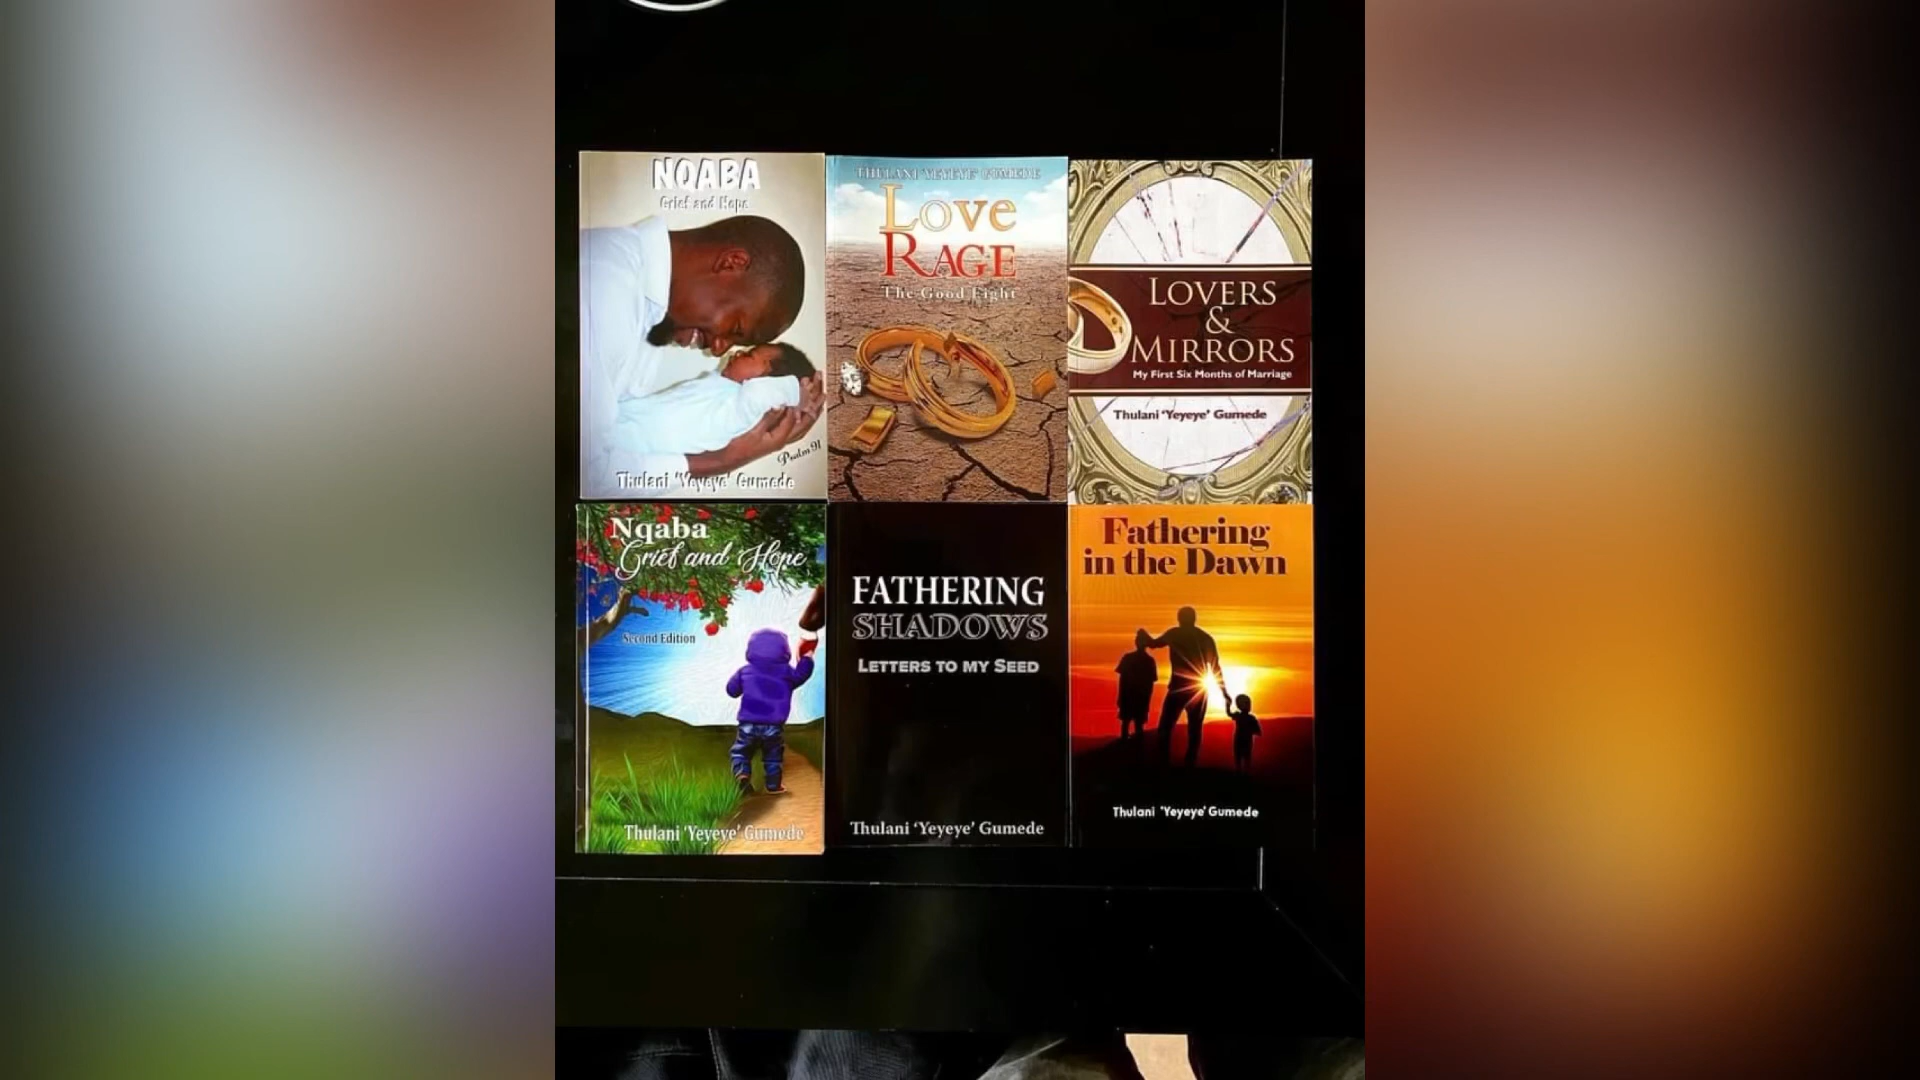 NQABA
Grief and Hope
Psalm 91
Thulani 'Yeyeye' Gumede
THULANI 'YEYEYE' GUMEDE
Love
RAGE
The Good Fight
LOVERS
&
MIRRORS
My First Six Months of Marriage
Thulani 'Yeyeye' Gumede
Nqaba
Grief and Hope
Second Edition
Thulani 'Yeyeye' Gumede
FATHERING
SHADOWS
LETTERS TO MY SEED
Thulani 'Yeyeye' Gumede
Fathering
in the Dawn
Thulani 'Yeyeye' Gumede